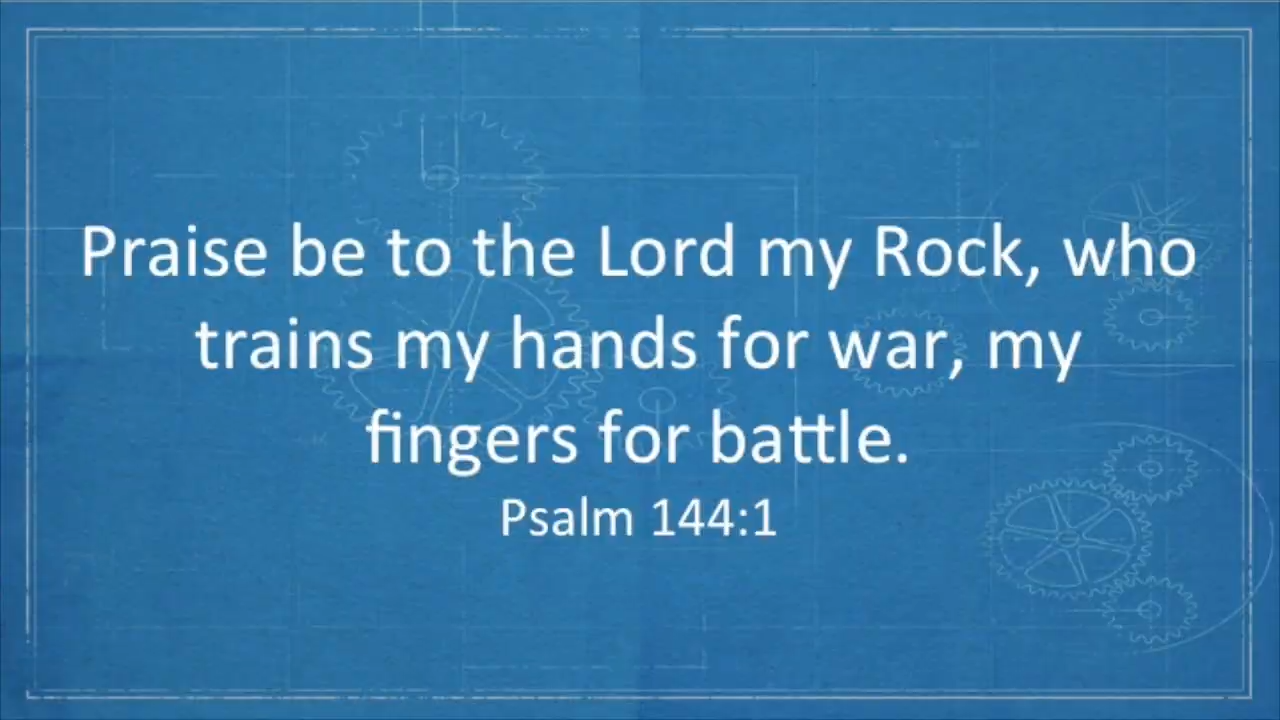 Praise be to the Lord my Rock, who
trains my hands for war, my
fingers for battle.
Psalm 144:1